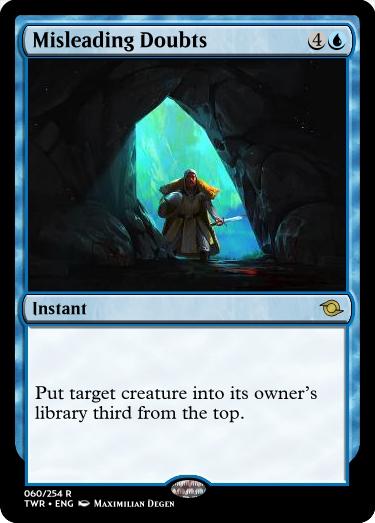 Misleading Doubts 4
Instant
Put target creature into its owner's
library third from the top.
060/254 R
TWR • ENG Maximilian Degen